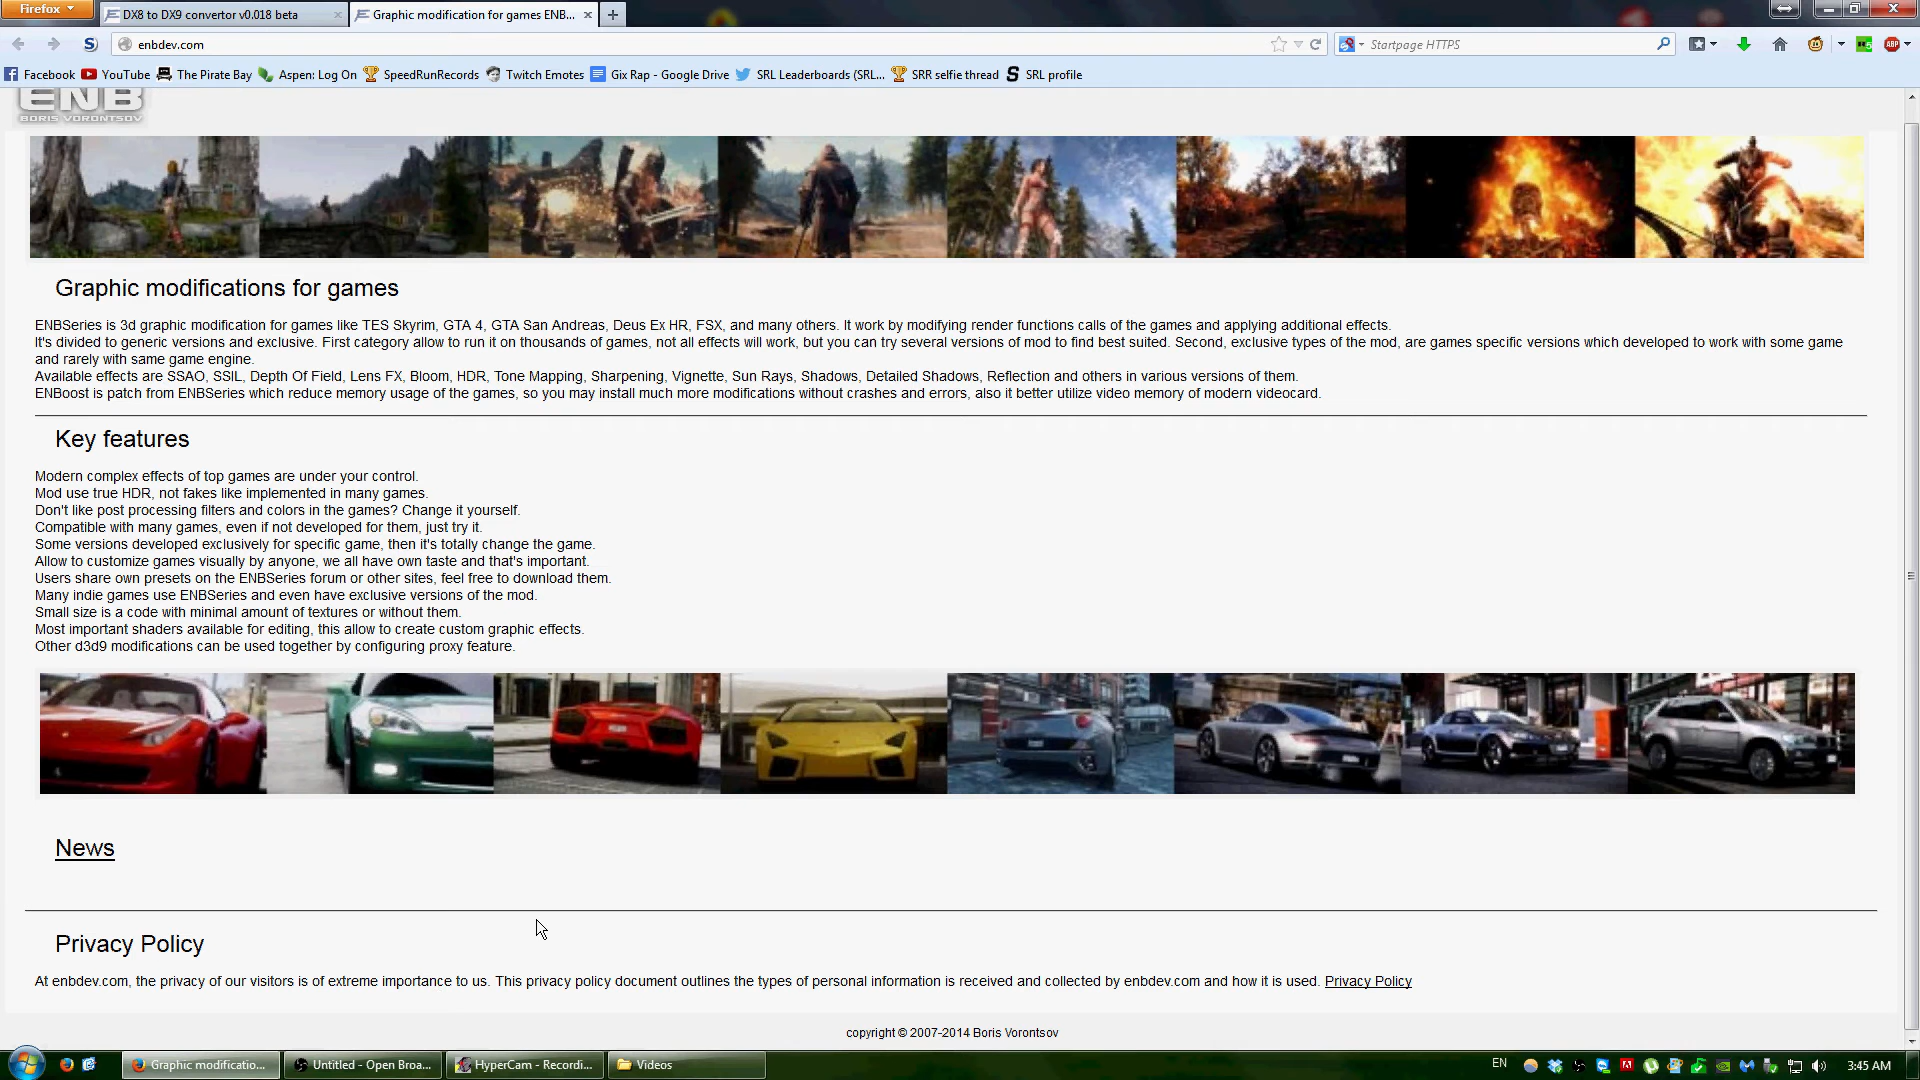 Firefox
DX8 to DX9 convertor v0.018 beta
Graphic modification for games ENB...
enbdev.com
Startpage HTTPS
Facebook
YouTube
The Pirate Bay
Aspen: Log On
SpeedRunRecords
Twitch Emotes
Gix Rap - Google Drive
SRL Leaderboards (SRL...
SRR selfie thread
SRL profile
ENB
BORIS VORONTSOV
Graphic modifications for games
ENBSeries is 3d graphic modification for games like TES Skyrim, GTA 4, GTA San Andreas, Deus Ex HR, FSX, and many others. It work by modifying render functions calls of the games and applying additional effects.
It's divided to generic versions and exclusive. First category allow to run it on thousands of games, not all effects will work, but you can try several versions of mod to find best suited. Second, exclusive types of the mod, are games specific versions which developed to work with some game
and rarely with same game engine.
Available effects are SSAO, SSIL, Depth Of Field, Lens FX, Bloom, HDR, Tone Mapping, Sharpening, Vignette, Sun Rays, Shadows, Detailed Shadows, Reflection and others in various versions of them.
ENBoost is patch from ENBSeries which reduce memory usage of the games, so you may install much more modifications without crashes and errors, also it better utilize video memory of modern videocard.
Key features
Modern complex effects of top games are under your control.
Mod use true HDR, not fakes like implemented in many games.
Don't like post processing filters and colors in the games? Change it yourself.
Compatible with many games, even if not developed for them, just try it.
Some versions developed exclusively for specific game, then it's totally change the game.
Allow to customize games visually by anyone, we all have own taste and that's important.
Users share own presets on the ENBSeries forum or other sites, feel free to download them.
Many indie games use ENBSeries and even have exclusive versions of the mod.
Small size is a code with minimal amount of textures or without them.
Most important shaders available for editing, this allow to create custom graphic effects.
Other d3d9 modifications can be used together by configuring proxy feature.
News
Privacy Policy
At enbdev.com, the privacy of our visitors is of extreme importance to us. This privacy policy document outlines the types of personal information is received and collected by enbdev.com and how it is used. Privacy Policy
copyright © 2007-2014 Boris Vorontsov
Graphic modificatio...
Untitled - Open Broa...
HyperCam - Recordi...
Videos
EN
3:45 AM